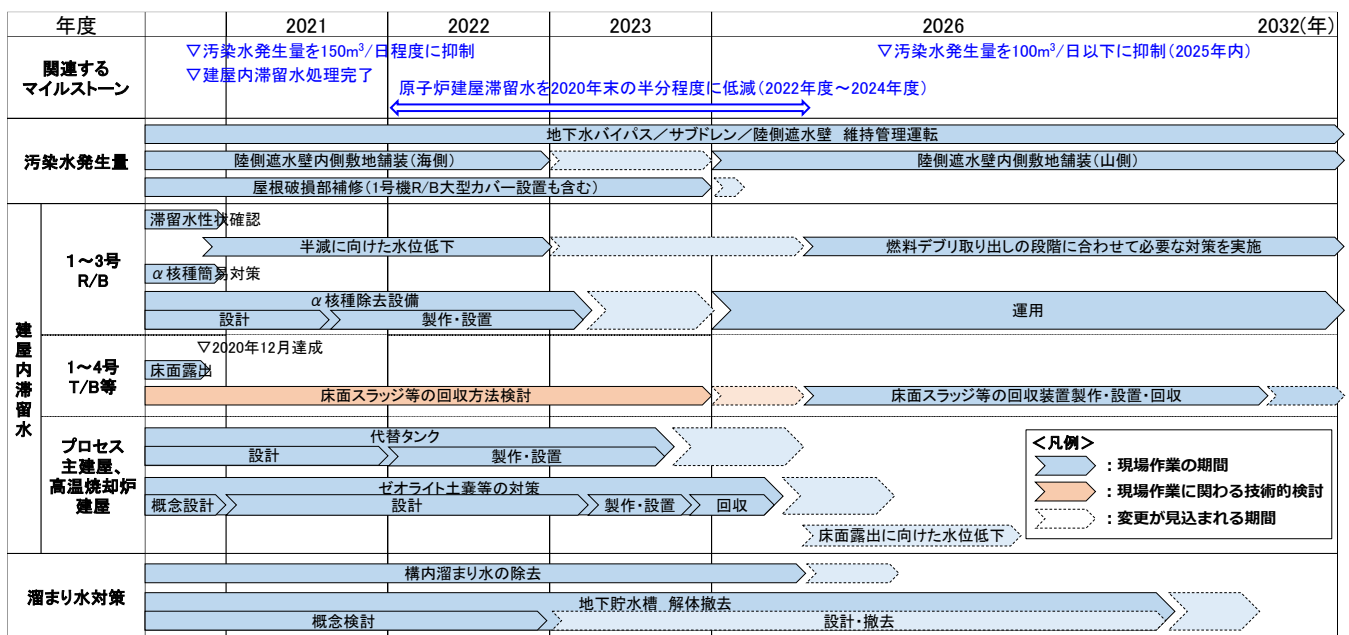 年度
2021
2022
2023
2026
2032(年)
関連する
マイルストーン
▽汚染水発生量を150m³/日程度に抑制
▽建屋内滞留水処理完了
▽汚染水発生量を100m³/日以下に抑制(2025年内)
原子炉建屋滞留水を2020年末の半分程度に低減(2022年度～2024年度)
汚染水発生量
地下水バイパス／サブドレン／陸側遮水壁 維持管理運転
陸側遮水壁内側敷地舗装(海側)
陸側遮水壁内側敷地舗装(山側)
屋根破損部補修(1号機R/B大型カバー設置も含む)
建屋内滞留水
1～3号
R/B
滞留水性状確認
半減に向けた水位低下
燃料デブリ取り出しの段階に合わせて必要な対策を実施
α核種簡易対策
α核種除去設備
設計
製作・設置
運用
1～4号
T/B等
▽2020年12月達成
床面露出
床面スラッジ等の回収方法検討
床面スラッジ等の回収装置製作・設置・回収
プロセス
主建屋、
高温焼却炉
建屋
代替タンク
設計
製作・設置
ゼオライト土嚢等の対策
概念設計
設計
製作・設置
回収
床面露出に向けた水位低下
＜凡例＞
：現場作業の期間
：現場作業に関わる技術的検討
：変更が見込まれる期間
溜まり水対策
構内溜まり水の除去
地下貯水槽 解体撤去
概念検討
設計・撤去